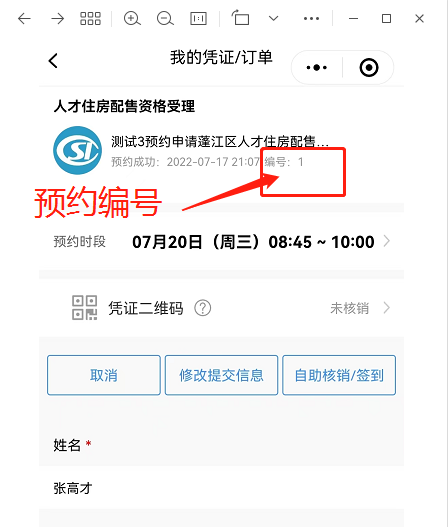 我的凭证/订单
人才住房配售资格受理
测试3预约申请蓬江区人才住房配售...
预约成功：2022-07-17 21:07 编号：1
预约编号
预约时段 07月20日（周三）08:45 ~ 10:00
凭证二维码 ? 未核销
取消 修改提交信息 自助核销/签到
姓名 *
张高才